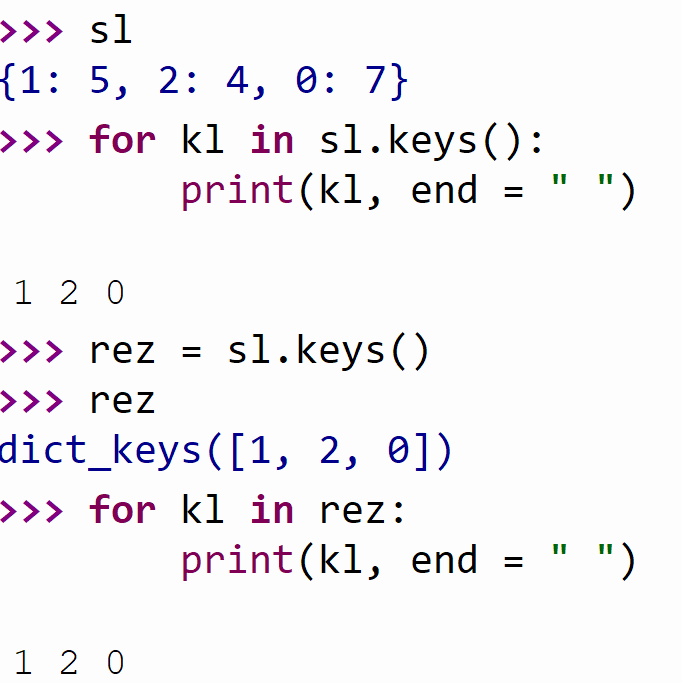 >>> sl
{1: 5, 2: 4, 0: 7}
>>> for kl in sl.keys():
        print(kl, end = " ")
1 2 0
>>> rez = sl.keys()
>>> rez
dict_keys([1, 2, 0])
>>> for kl in rez:
        print(kl, end = " ")
1 2 0